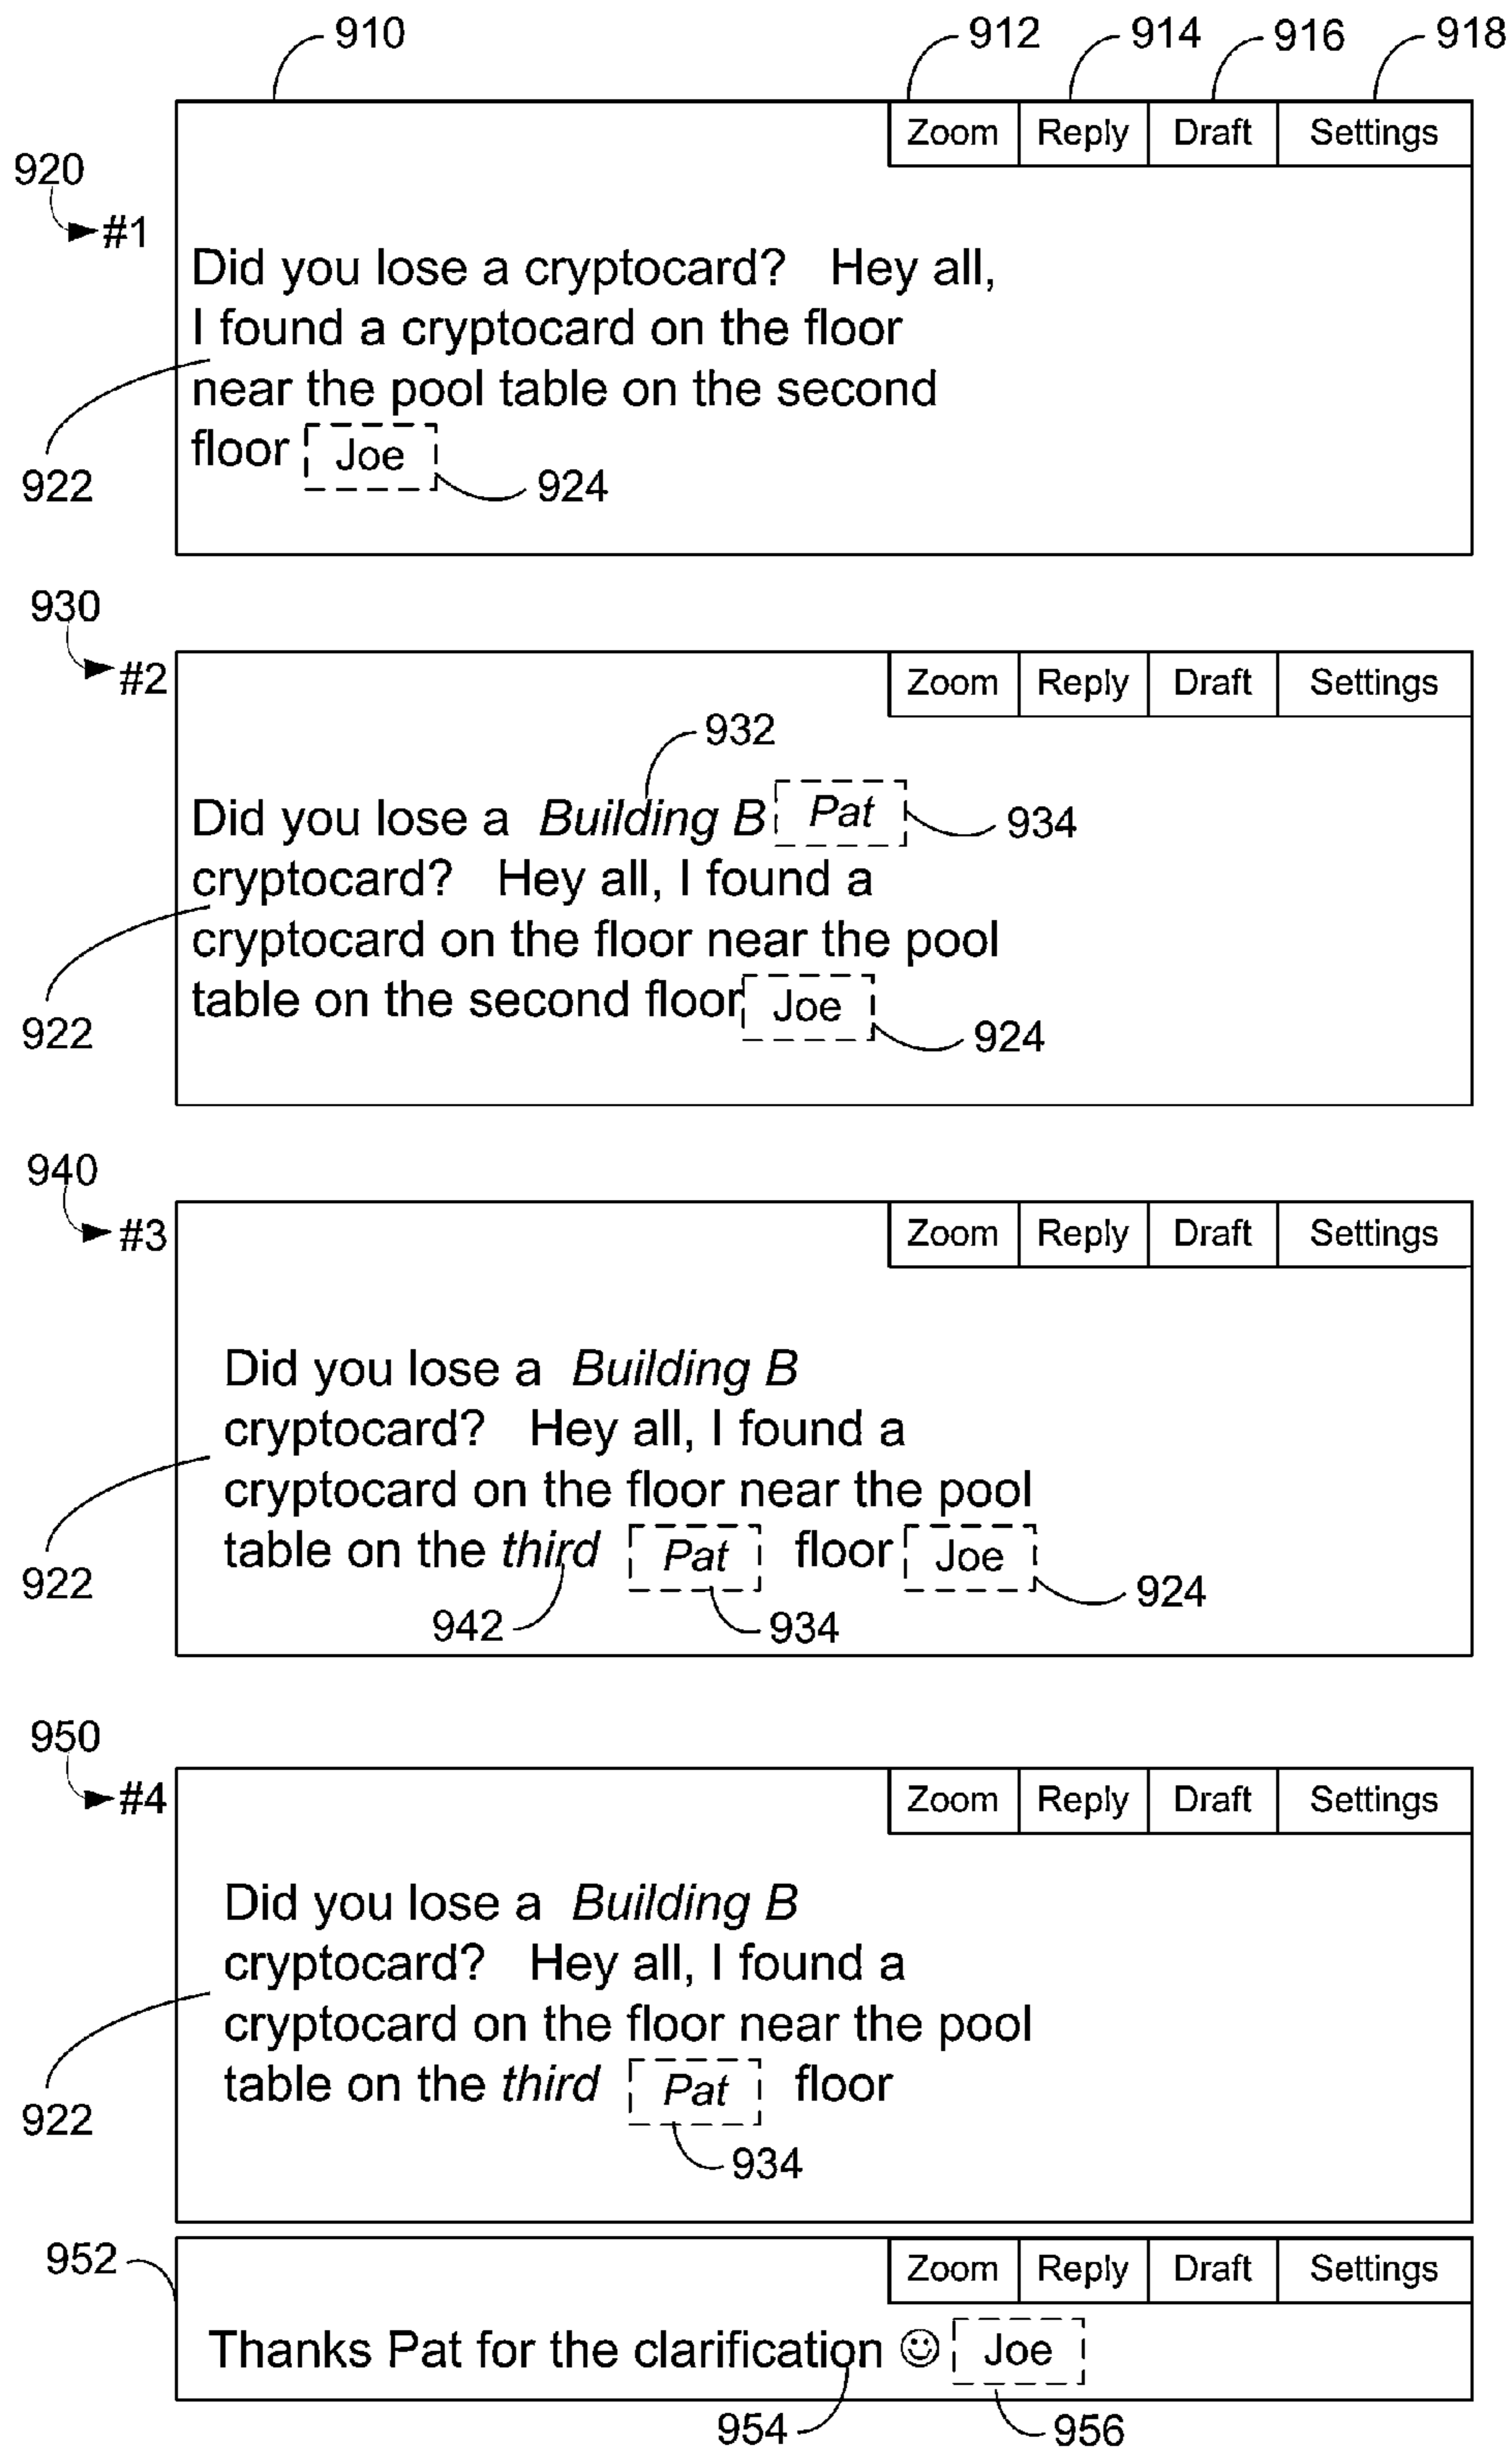 910 912 914 916 918
Zoom Reply Draft Settings
920
#1
Did you lose a cryptocard? Hey all,
I found a cryptocard on the floor
near the pool table on the second
floor Joe
922 924
930
#2
Zoom Reply Draft Settings
932
Did you lose a Building B Pat 934
cryptocard? Hey all, I found a
cryptocard on the floor near the pool
table on the second floor Joe
922 924
940
#3
Zoom Reply Draft Settings
Did you lose a Building B
cryptocard? Hey all, I found a
cryptocard on the floor near the pool
table on the third Pat floor Joe
922 924
942 934
950
#4
Zoom Reply Draft Settings
Did you lose a Building B
cryptocard? Hey all, I found a
cryptocard on the floor near the pool
table on the third Pat floor
922
934
952
Zoom Reply Draft Settings
Thanks Pat for the clarification ☺ Joe
954 956